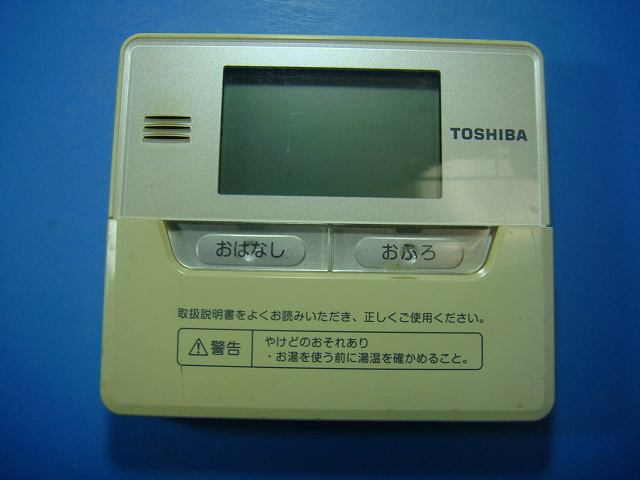 TOSHIBA
おはなし
おふろ
取扱説明書をよくお読みいただき、正しくご使用ください。
警告
やけどのおそれあり
・お湯を使う前に湯温を確かめること。